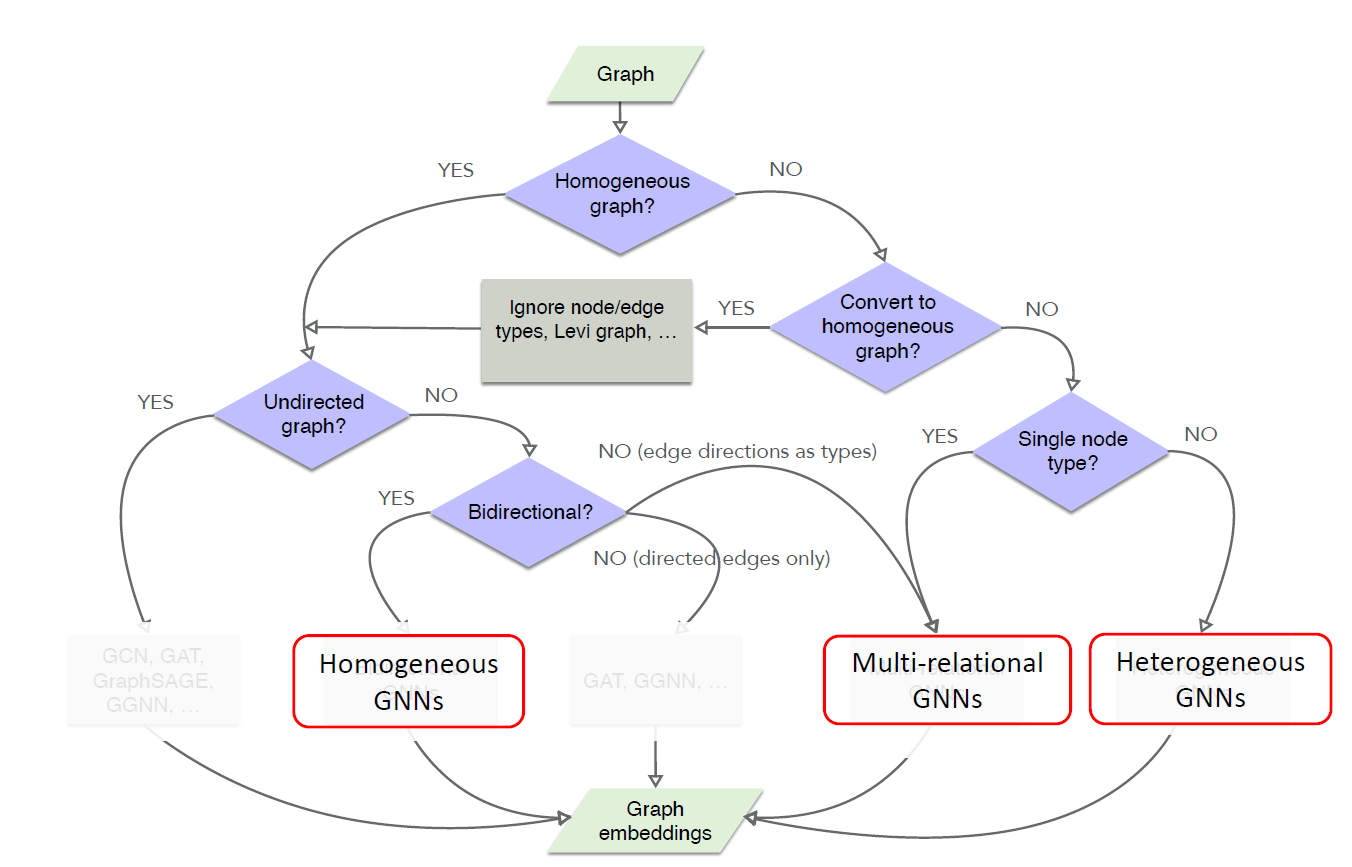 Graph
YES
NO
Homogeneous
graph?
Ignore node/edge
types, Levi graph, …
YES
Convert to
homogeneous
graph?
NO
YES
Undirected
graph?
NO
NO (edge directions as types)
YES
Single node
type?
NO
YES
Bidirectional?
NO (directed edges only)
GCN, GAT,
GraphSAGE,
GGNN, …
Homogeneous
GNNs
GAT, GGNN, …
Multi-relational
GNNs
Heterogeneous
GNNs
Graph
embeddings